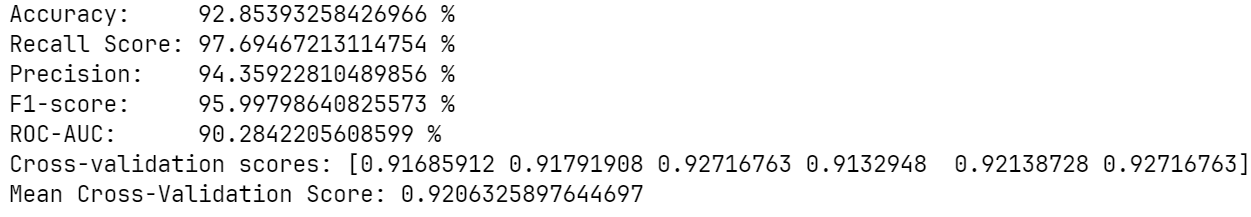 Accuracy:     92.85393258426966 %
Recall Score: 97.69467213114754 %
Precision:    94.35922810489856 %
F1-score:     95.99798640825573 %
ROC-AUC:      90.2842205608599 %
Cross-validation scores: [0.91685912 0.91791908 0.92716763 0.9132948  0.92138728 0.92716763]
Mean Cross-Validation Score: 0.9206325897644697